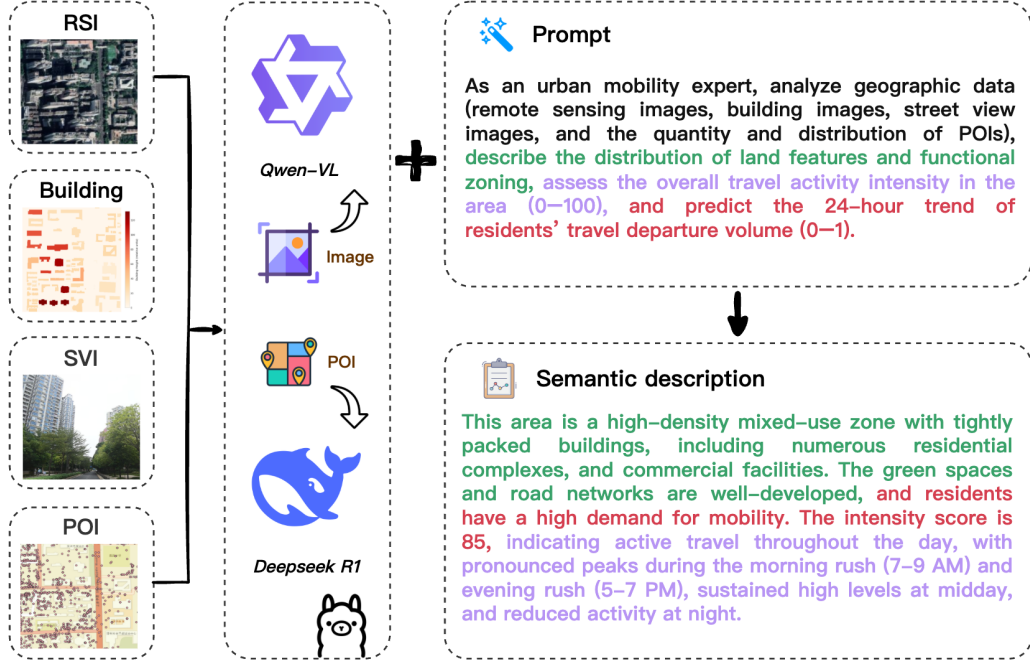 RSI
Building
SVI
POI
Qwen-VL
Image
POI
Deepseek R1
Prompt
As an urban mobility expert, analyze geographic data
(remote sensing images, building images, street view
images, and the quantity and distribution of POIs),
describe the distribution of land features and functional
zoning, assess the overall travel activity intensity in the
area (0—100), and predict the 24-hour trend of
residents’ travel departure volume (0—1).
Semantic description
This area is a high-density mixed-use zone with tightly
packed buildings, including numerous residential
complexes, and commercial facilities. The green spaces
and road networks are well-developed, and residents
have a high demand for mobility. The intensity score is
85, indicating active travel throughout the day, with
pronounced peaks during the morning rush (7-9 AM) and
evening rush (5-7 PM), sustained high levels at midday,
and reduced activity at night.